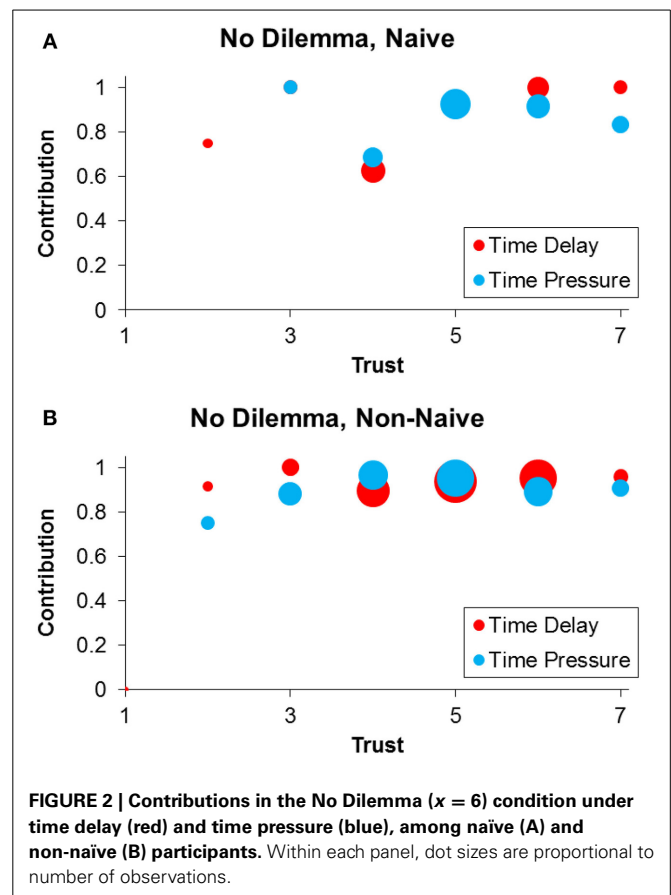 A
No Dilemma, Naive
Contribution
1
0.8
0.6
0.4
0.2
0
Time Delay
Time Pressure
1 3 5 7
Trust
B
No Dilemma, Non-Naive
Contribution
1
0.8
0.6
0.4
0.2
0
Time Delay
Time Pressure
1 3 5 7
Trust
FIGURE 2 | Contributions in the No Dilemma (x = 6) condition under
time delay (red) and time pressure (blue), among naïve (A) and
non-naïve (B) participants. Within each panel, dot sizes are proportional to
number of observations.